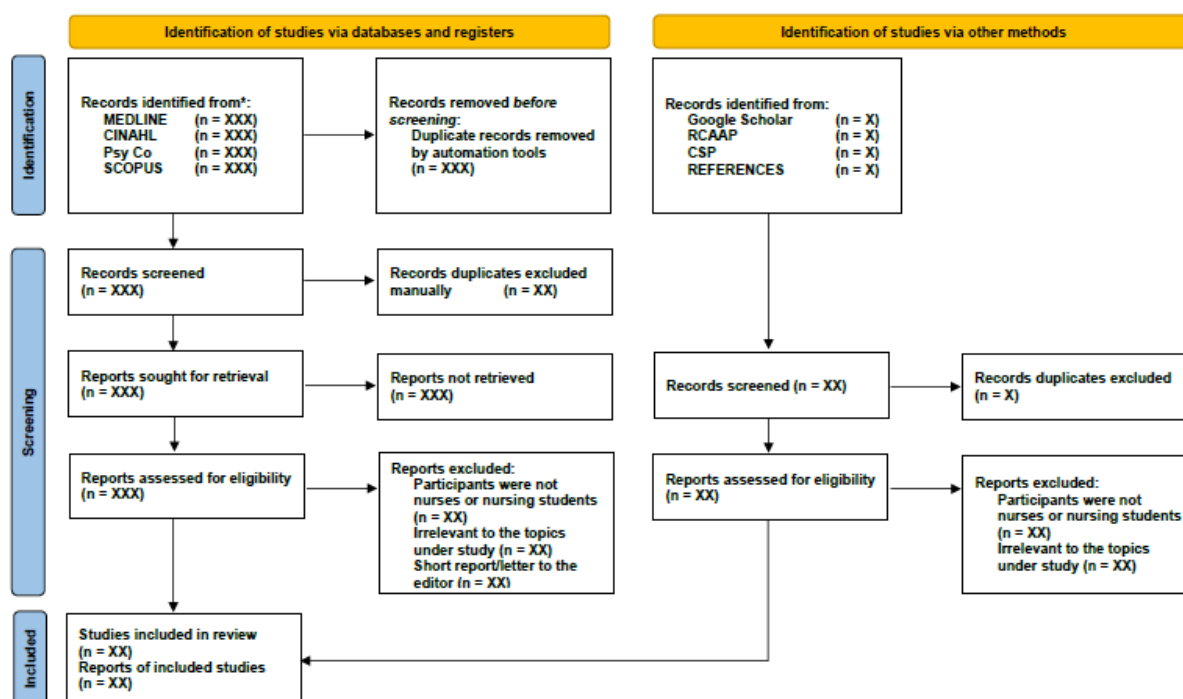 Identification of studies via databases and registers
Identification of studies via other methods
Identification
Records identified from*:
MEDLINE (n = XXX)
CINAHL (n = XXX)
Psy Co (n = XXX)
SCOPUS (n = XXX)
Records removed before
screening:
Duplicate records removed
by automation tools
(n = XXX)
Records identified from:
Google Scholar (n = X)
RCAAP (n = X)
CSP (n = X)
REFERENCES (n = X)
Screening
Records screened
(n = XXX)
Records duplicates excluded
manually (n = XX)
Reports sought for retrieval
(n = XXX)
Reports not retrieved
(n = XXX)
Records screened (n = XX)
Records duplicates excluded
(n = X)
Reports assessed for eligibility
(n = XXX)
Reports excluded:
Participants were not
nurses or nursing students
(n = XX)
Irrelevant to the topics
under study (n = XX)
Short report/letter to the
editor (n = XX)
Reports assessed for eligibility
(n = XX)
Reports excluded:
Participants were not
nurses or nursing students
(n = XX)
Irrelevant to the topics
under study (n = XX)
Included
Studies included in review
(n = XX)
Reports of included studies
(n = XX)